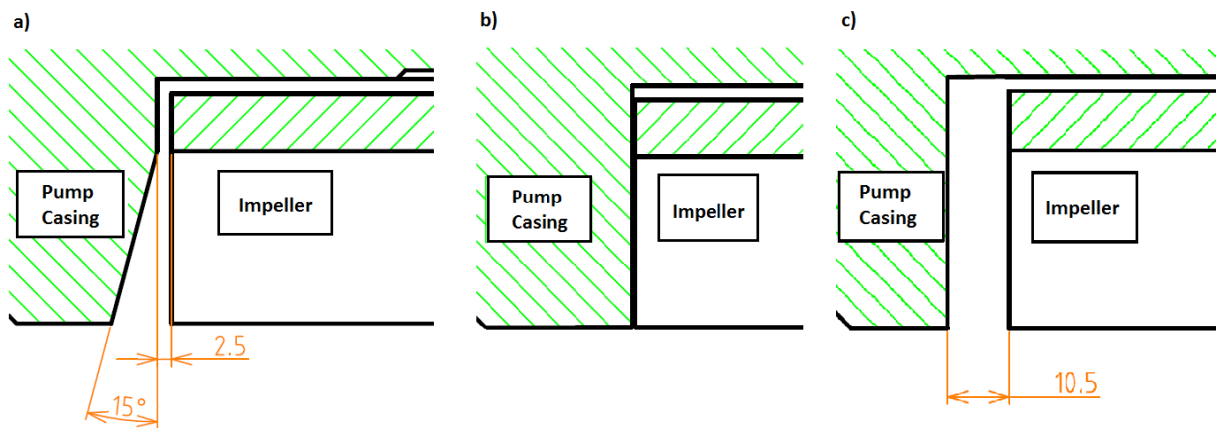 a)
Pump
Casing
Impeller
2.5
15°
b)
Pump
Casing
Impeller
c)
Pump
Casing
Impeller
10.5